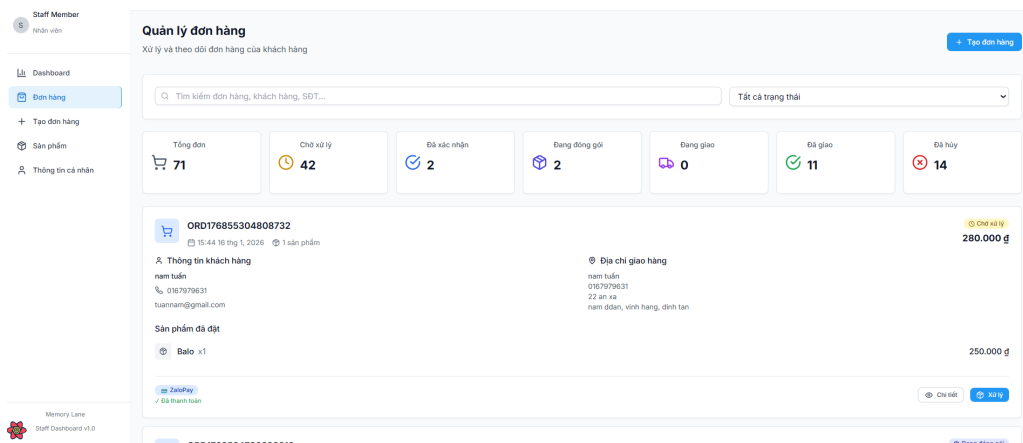 Staff Member
S
Nhân viên
Dashboard
Đơn hàng
Tạo đơn hàng
Sản phẩm
Thông tin cá nhân
Memory Lane
Staff Dashboard v1.0
Quản lý đơn hàng
Xử lý và theo dõi đơn hàng của khách hàng
+ Tạo đơn hàng
Tìm kiếm đơn hàng, khách hàng, SĐT...
Tất cả trạng thái
Tổng đơn
71
Chờ xử lý
42
Đã xác nhận
2
Đang đóng gói
2
Đang giao
0
Đã giao
11
Đã hủy
14
ORD176855304808732
15:44 16 thg 1, 2026 1 sản phẩm
Chờ xử lý
280.000 ₫
Thông tin khách hàng
nam tuấn
0167979631
tuannam@gmail.com
Địa chỉ giao hàng
nam tuấn
0167979631
22 an xa
nam ddan, vinh hang, dinh tan
Sản phẩm đã đặt
Balo x1
250.000 ₫
ZaloPay
✓ Đã thanh toán
Chi tiết
Xử lý